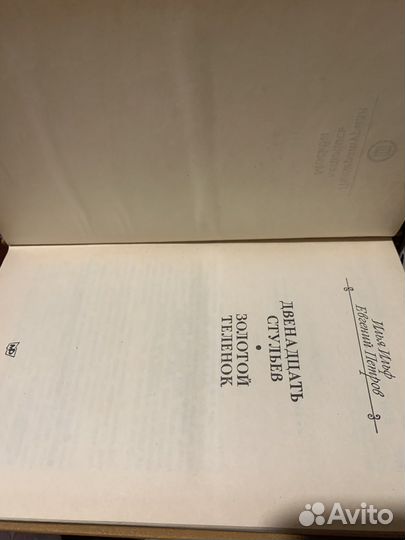 Илья Ильф
Евгений Петров
ДВЕНАДЦАТЬ
СТУЛЬЕВ
•
ЗОЛОТОЙ
ТЕЛЕНОК
Avito